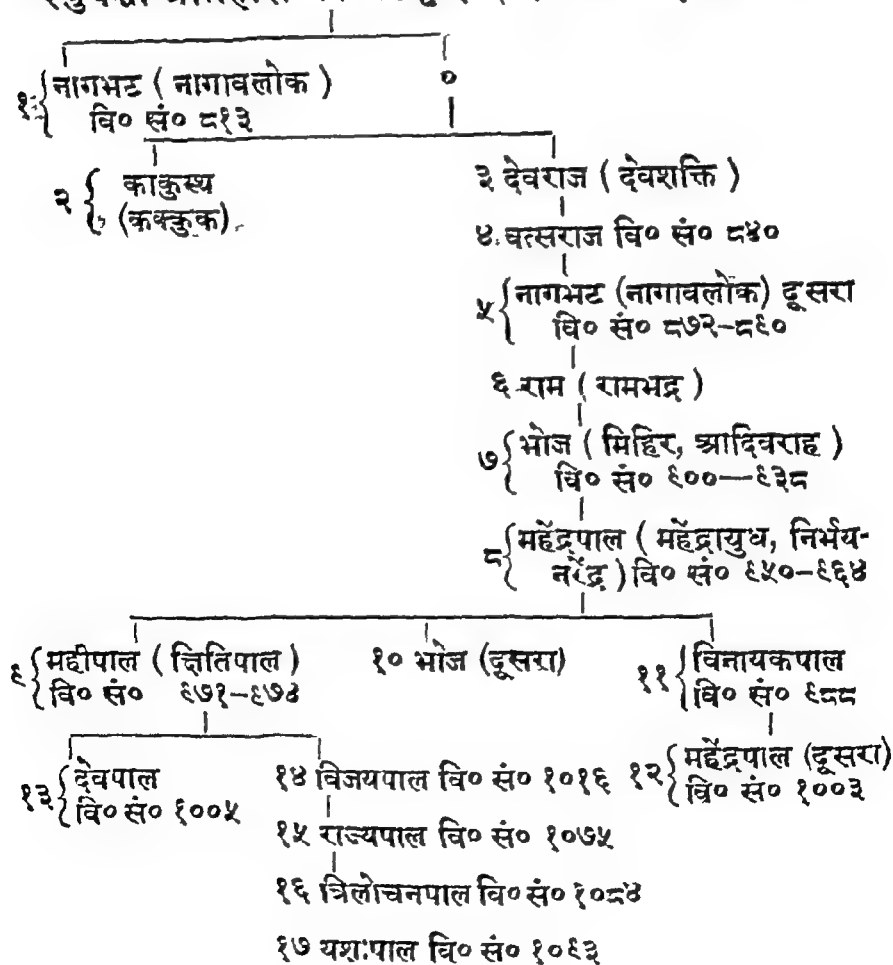 १ नागभट ( नागावलोक )
वि० सं० ८१३
०
२ काकुस्थ
(कक्कुक)
३ देवराज ( देवशक्ति )
४ वत्सराज वि० सं० ८४०
५ नागभट (नागावलोक) दूसरा
वि० सं० ८७२–८९०
६ राम ( रामभद्र )
७ भोज ( मिहिर, आदिवराह )
वि० सं० ९००—९३८
८ महेंद्रपाल ( महेंद्रायुध, निर्भय-
नरेंद्र ) वि० सं० ९५०–९६४
९ महीपाल ( क्षितिपाल )
वि० सं० ९७१–९७४
१० भोज (दूसरा)
११ विनायकपाल
वि० सं० ९८८
१२ महेंद्रपाल (दूसरा)
वि० सं० १००३
१३ देवपाल
वि० सं० १००५
१४ विजयपाल वि० सं० १०१६
१५ राज्यपाल वि० सं० १०७५
१६ त्रिलोचनपाल वि० सं० १०८४
१७ यशःपाल वि० सं० १०९३